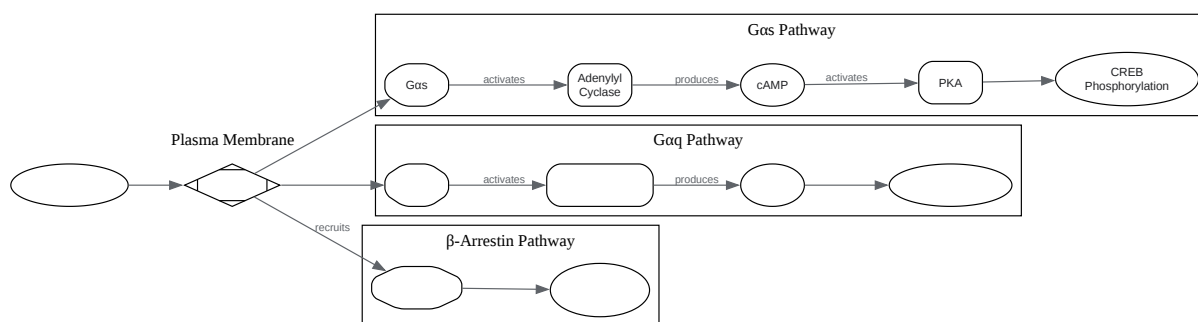 Gαs Pathway
Gαs
activates
Adenylyl
Cyclase
produces
cAMP
activates
PKA
CREB
Phosphorylation
Plasma Membrane
Gαq Pathway
activates
produces
recruits
β-Arrestin Pathway